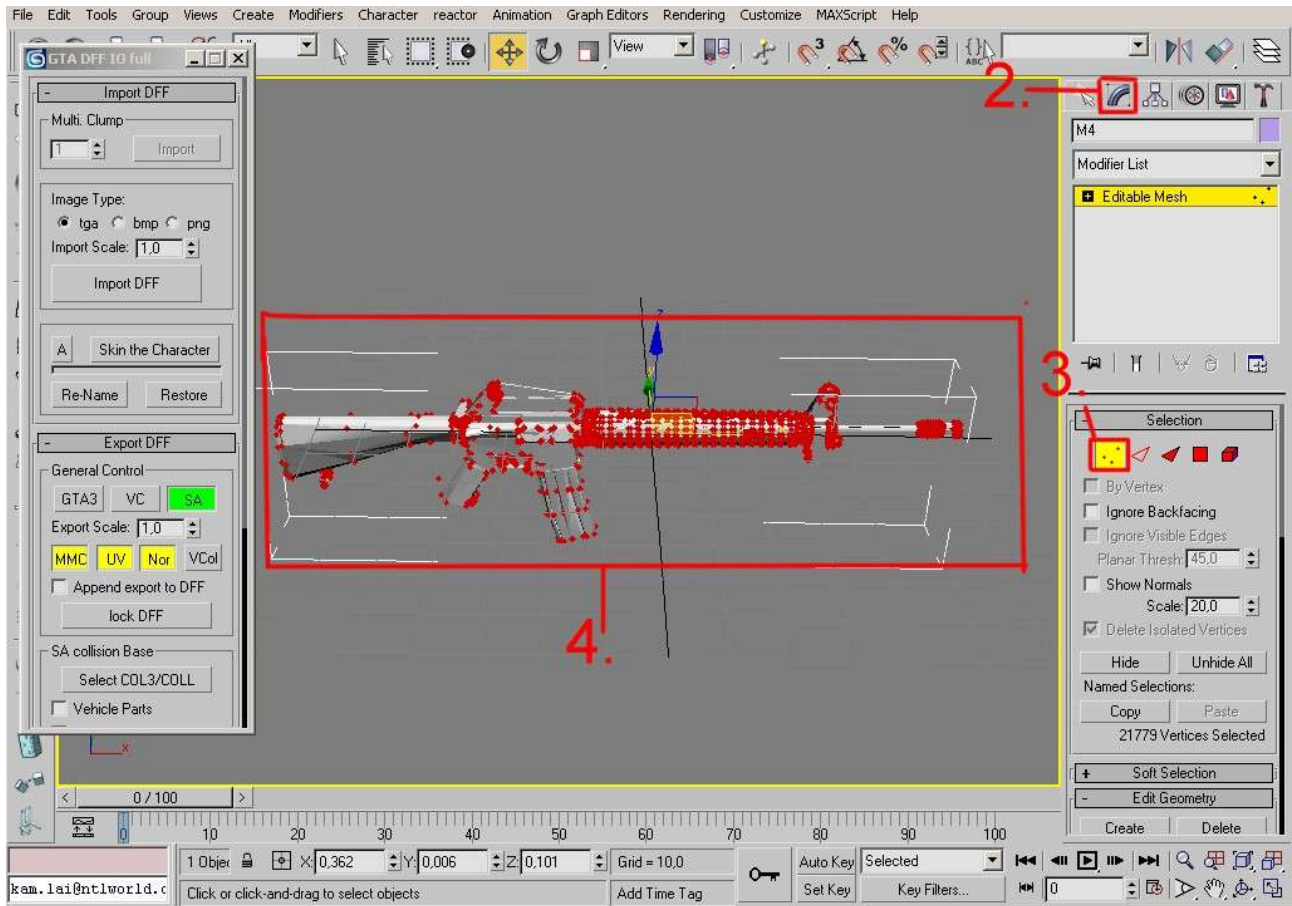 File Edit Tools Group Views Create Modifiers Character reactor Animation Graph Editors Rendering Customize MAXScript Help
View
3
%
ABC
GTA DFF IO full
Import DFF
Multi. Clump
1
Import
Image Type:
tga bmp png
Import Scale: 1,0
Import DFF
A Skin the Character
Re-Name Restore
Export DFF
General Control
GTA3 VC SA
Export Scale: 1,0
MMC UV Nor VCol
Append export to DFF
lock DFF
SA collision Base
Select COL3/COLL
Vehicle Parts
z
x
4.
2.
M4
Modifier List
Editable Mesh
3.
Selection
By Vertex
Ignore Backfacing
Ignore Visible Edges
Planar Thresh: 45,0
Show Normals
Scale: 20,0
Delete Isolated Vertices
Hide Unhide All
Named Selections:
Copy Paste
21779 Vertices Selected
+ Soft Selection
- Edit Geometry
Create Delete
< 0 / 100 >
0 10 20 30 40 50 60 70 80 90 100
1 Objec X: 0,362 Y: 0,006 Z: 0,101 Grid = 10,0 Auto Key Selected
kam.lai@ntlworld.c Click or click-and-drag to select objects Add Time Tag Set Key Key Filters... 0